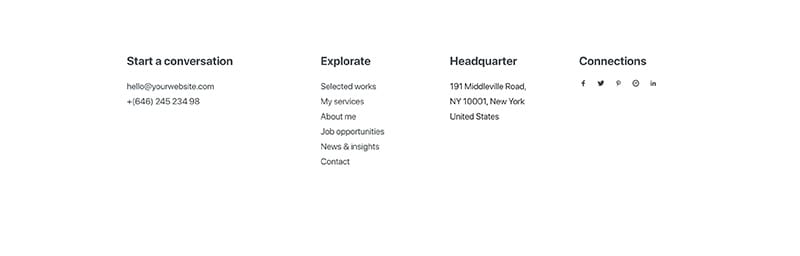 Start a conversation
hello@yourwebsite.com
+(646) 245 234 98
Explorate
Selected works
My services
About me
Job opportunities
News & insights
Contact
Headquarter
191 Middleville Road,
NY 10001, New York
United States
Connections